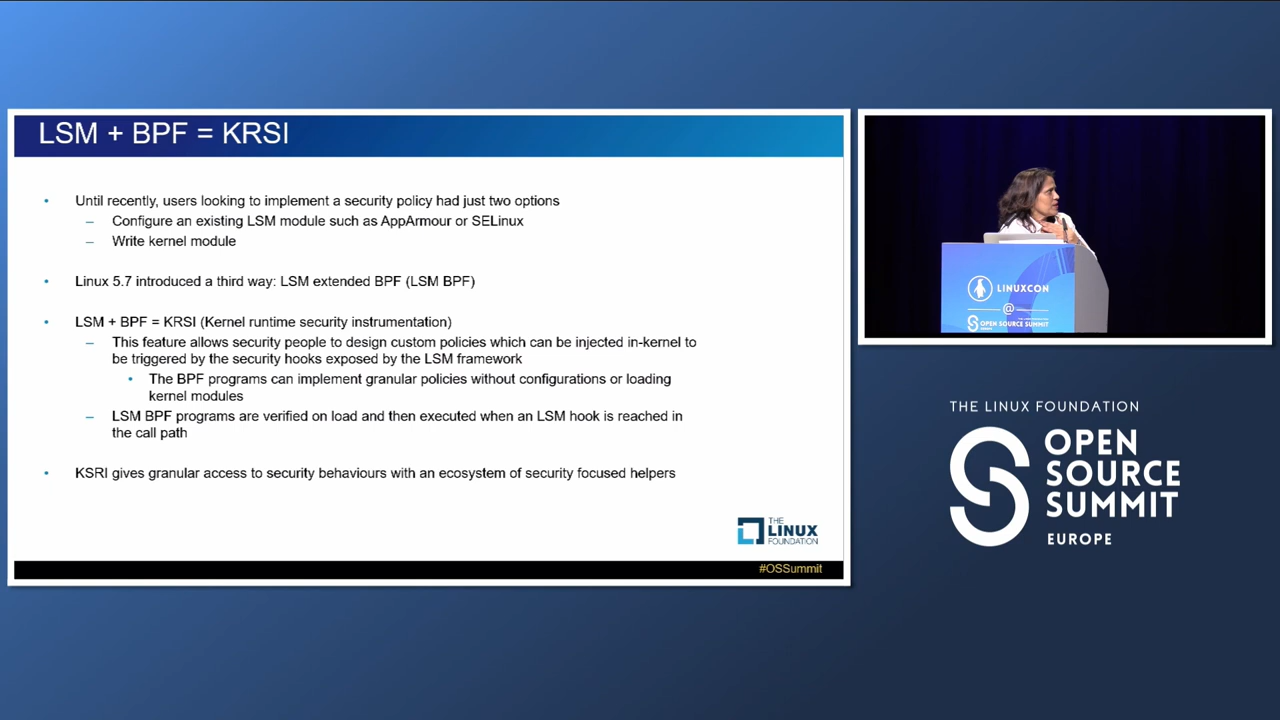 LSM + BPF = KRSI
• Until recently, users looking to implement a security policy had just two options
– Configure an existing LSM module such as AppArmour or SELinux
– Write kernel module
• Linux 5.7 introduced a third way: LSM extended BPF (LSM BPF)
• LSM + BPF = KRSI (Kernel runtime security instrumentation)
– This feature allows security people to design custom policies which can be injected in-kernel to
be triggered by the security hooks exposed by the LSM framework
• The BPF programs can implement granular policies without configurations or loading
kernel modules
– LSM BPF programs are verified on load and then executed when an LSM hook is reached in
the call path
• KSRI gives granular access to security behaviours with an ecosystem of security focused helpers
THE
LINUX
FOUNDATION
#OSSummit
LINUXCON
@
OPEN SOURCE SUMMIT
THE LINUX FOUNDATION
OPEN
SOURCE
SUMMIT
EUROPE